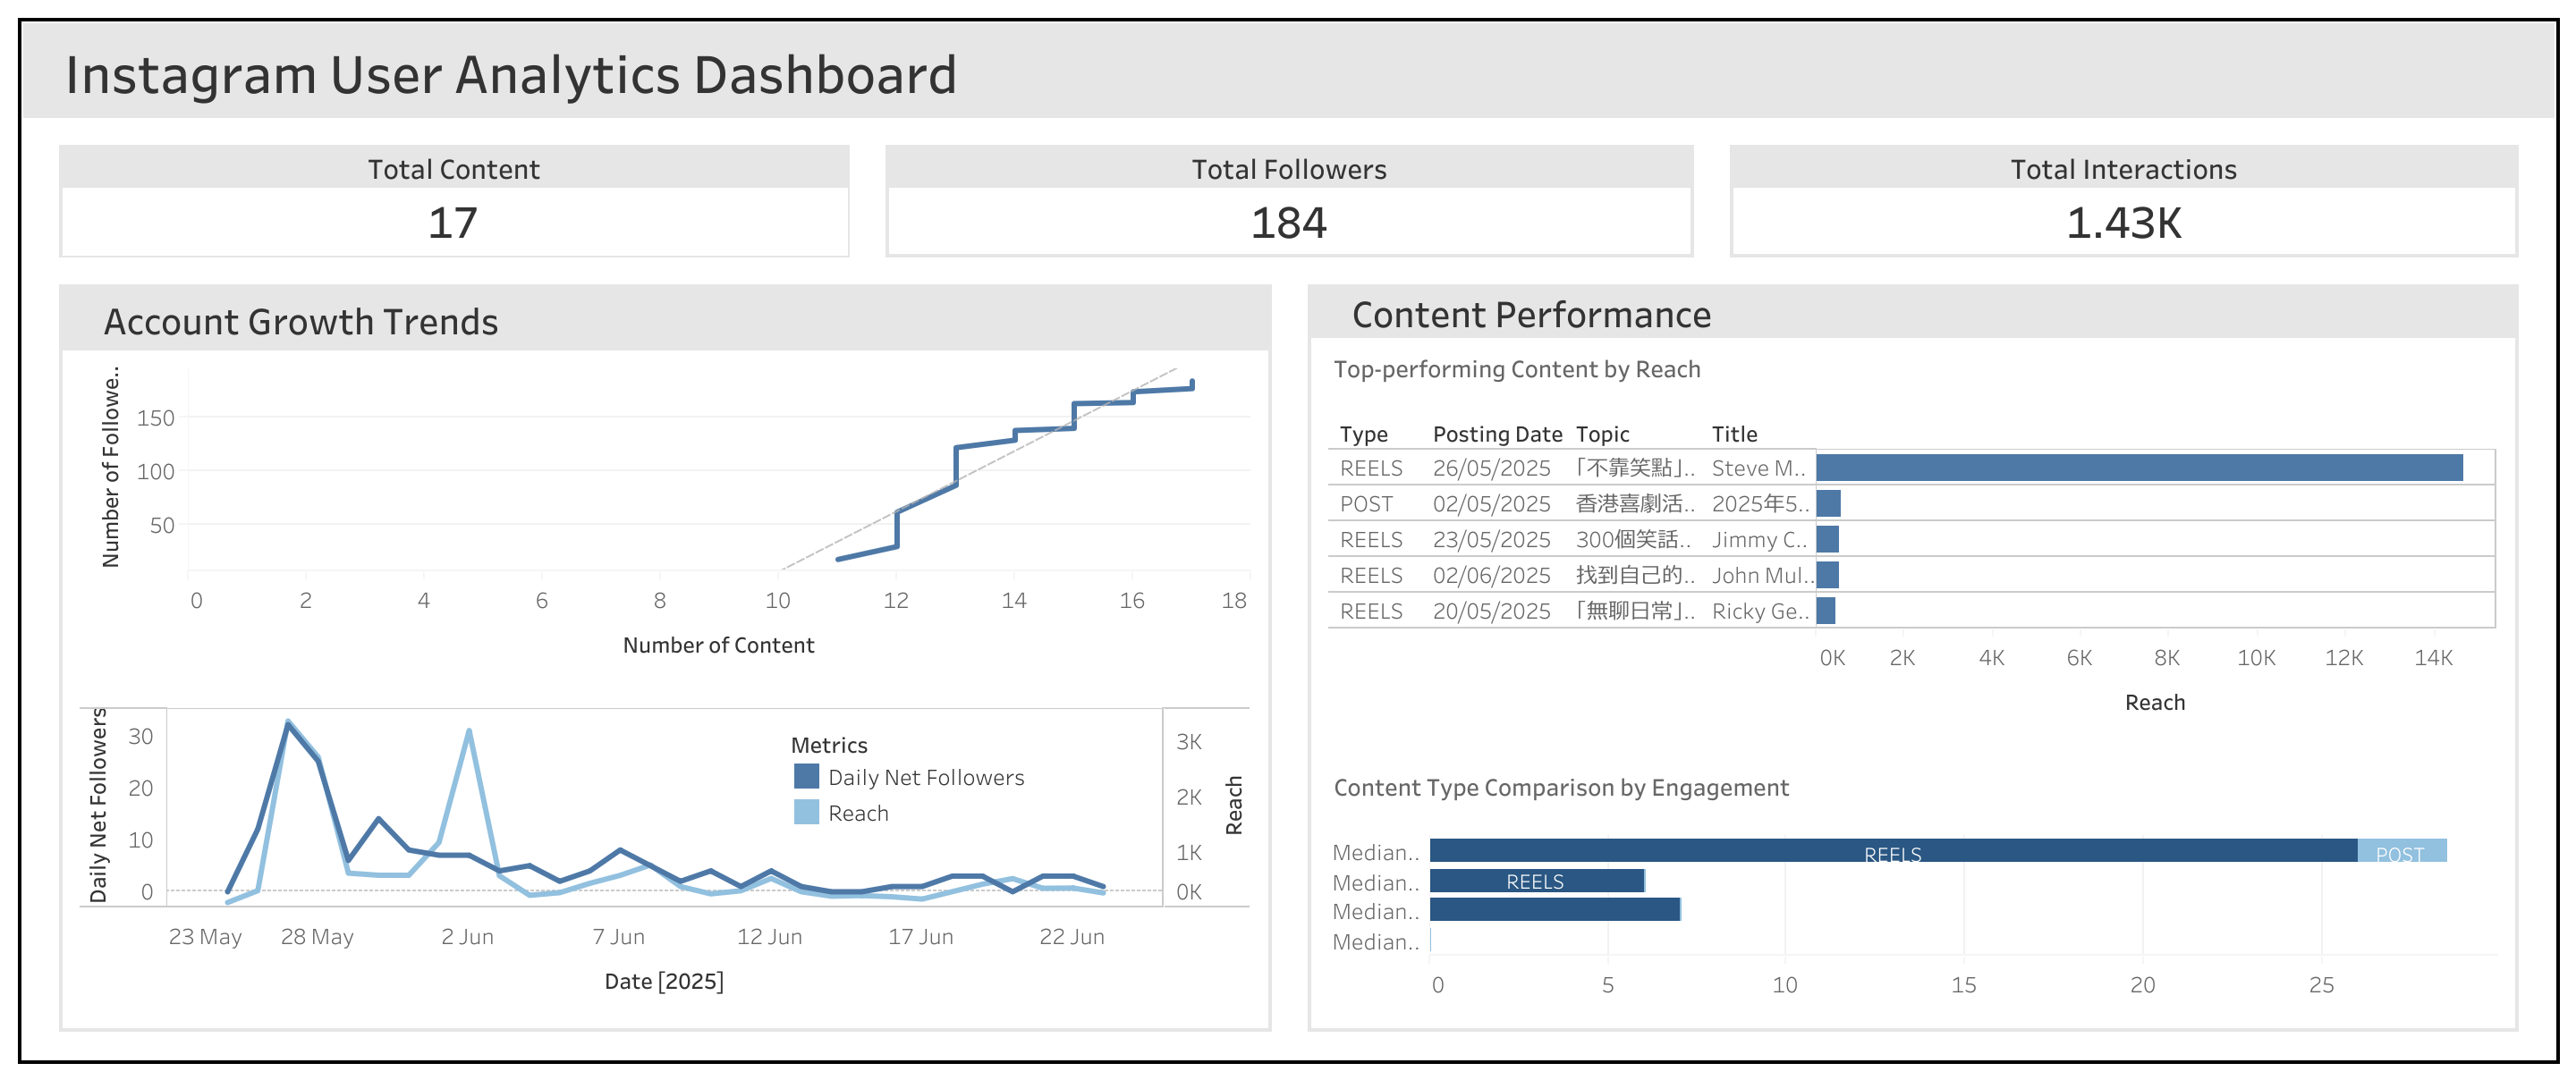 Instagram User Analytics Dashboard
Total Content
17
Total Followers
184
Total Interactions
1.43K
Account Growth Trends
Number of Followe..
150
100
50
0 2 4 6 8 10 12 14 16 18
Number of Content
Daily Net Followers
30
20
10
0
Metrics
Daily Net Followers
Reach
3K
2K
1K
0K
Reach
23 May 28 May 2 Jun 7 Jun 12 Jun 17 Jun 22 Jun
Date [2025]
Content Performance
Top-performing Content by Reach
Type Posting Date Topic Title
REELS 26/05/2025 「不靠笑點」.. Steve M..
POST 02/05/2025 香港喜劇活.. 2025年5..
REELS 23/05/2025 300個笑話.. Jimmy C..
REELS 02/06/2025 找到自己的.. John Mul..
REELS 20/05/2025 「無聊日常」.. Ricky Ge..
0K 2K 4K 6K 8K 10K 12K 14K
Reach
Content Type Comparison by Engagement
Median.. REELS POST
Median.. REELS
Median..
Median..
0 5 10 15 20 25